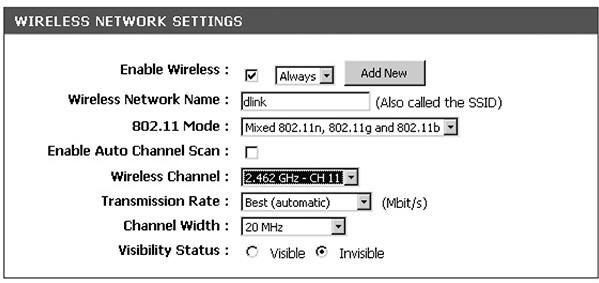 WIRELESS NETWORK SETTINGS
Enable Wireless : Always Add New
Wireless Network Name : dlink (Also called the SSID)
802.11 Mode : Mixed 802.11n, 802.11g and 802.11b
Enable Auto Channel Scan :
Wireless Channel : 2.462 GHz - CH 11
Transmission Rate : Best (automatic) (Mbit/s)
Channel Width : 20 MHz
Visibility Status : Visible Invisible